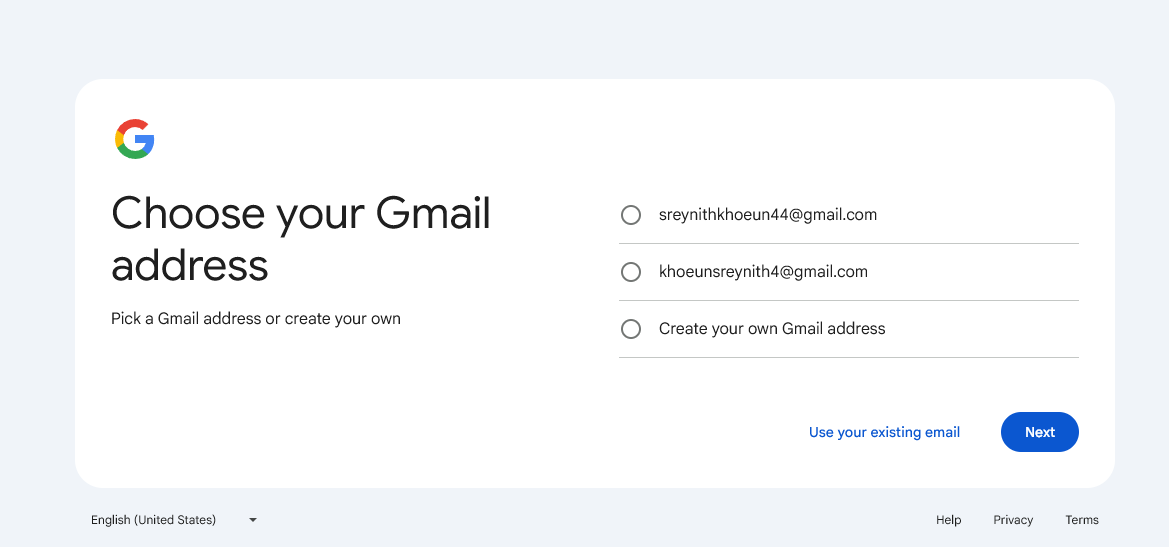 Choose your Gmail
address
Pick a Gmail address or create your own
sreynithkhoeun44@gmail.com
khoeunsreynith4@gmail.com
Create your own Gmail address
Use your existing email
Next
English (United States)
Help
Privacy
Terms